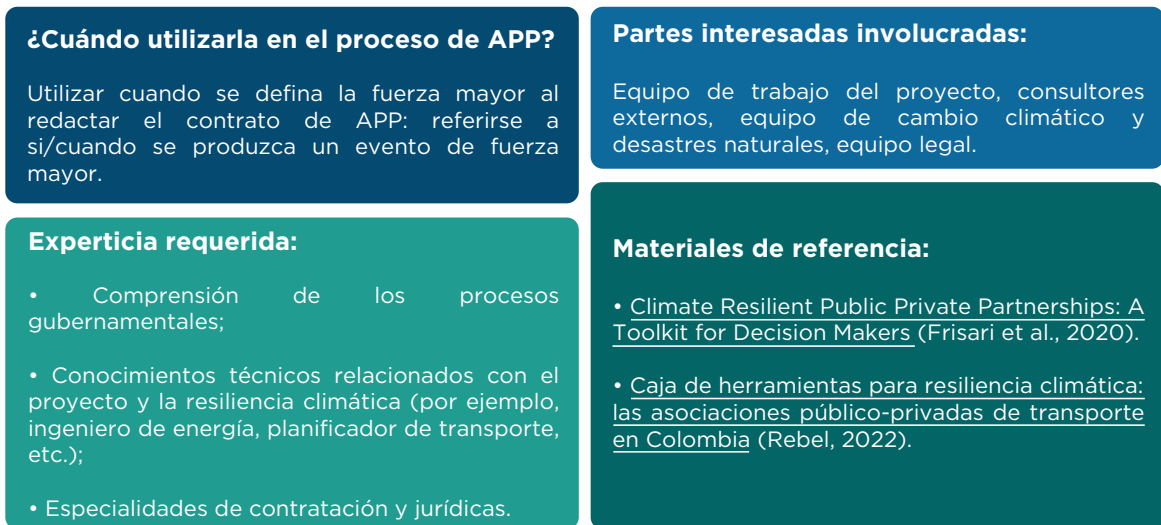 ¿Cuándo utilizarla en el proceso de APP?
Utilizar cuando se defina la fuerza mayor al
redactar el contrato de APP: referirse a
si/cuando se produzca un evento de fuerza
mayor.
Partes interesadas involucradas:
Equipo de trabajo del proyecto, consultores
externos, equipo de cambio climático y
desastres naturales, equipo legal.
Experticia requerida:
• Comprensión de los procesos
gubernamentales;
• Conocimientos técnicos relacionados con el
proyecto y la resiliencia climática (por ejemplo,
ingeniero de energía, planificador de transporte,
etc.);
• Especialidades de contratación y jurídicas.
Materiales de referencia:
• Climate Resilient Public Private Partnerships: A
Toolkit for Decision Makers (Frisari et al., 2020).
• Caja de herramientas para resiliencia climática:
las asociaciones público-privadas de transporte
en Colombia (Rebel, 2022).